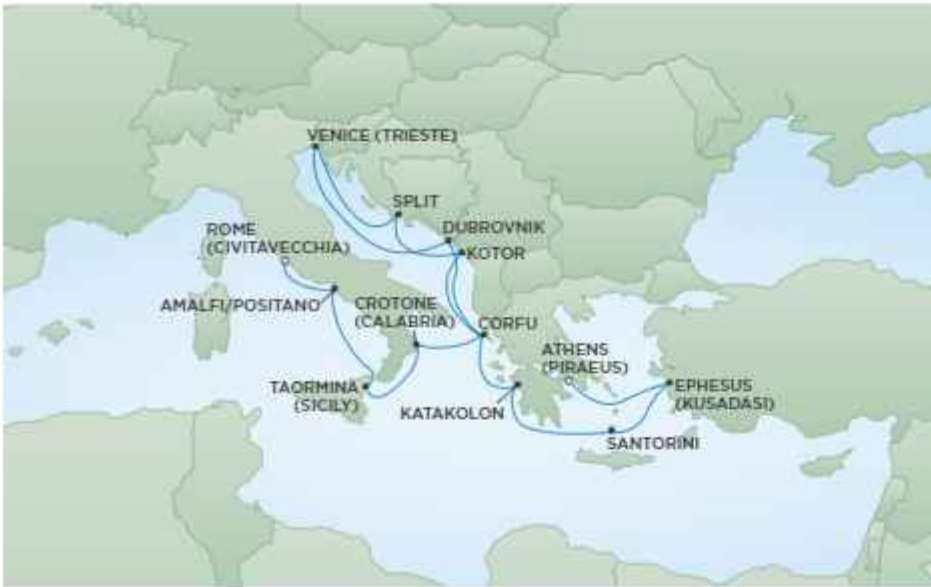 VENICE (TRIESTE)
SPLIT
ROME
(CIVITAVECCHIA)
DUBROVNIK
KOTOR
AMALFI/POSITANO
CROTONE
(CALABRIA)
CORFU
ATHENS
(PIRAEUS)
TAORMINA
(SICILY)
KATAKOLON
EPHESUS
(KUSADASI)
SANTORINI